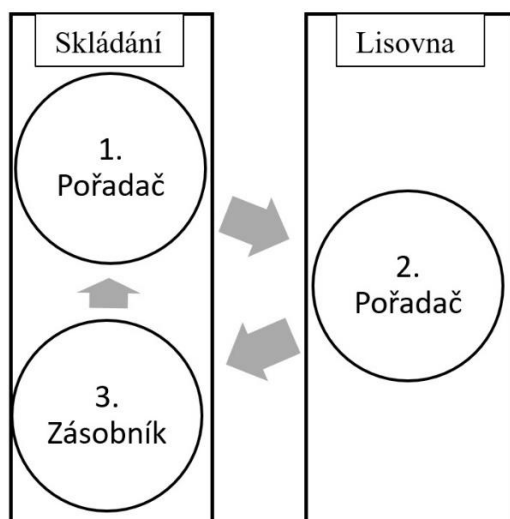 Skládání
Lisovna
1.
Pořadač
2.
Pořadač
3.
Zásobník